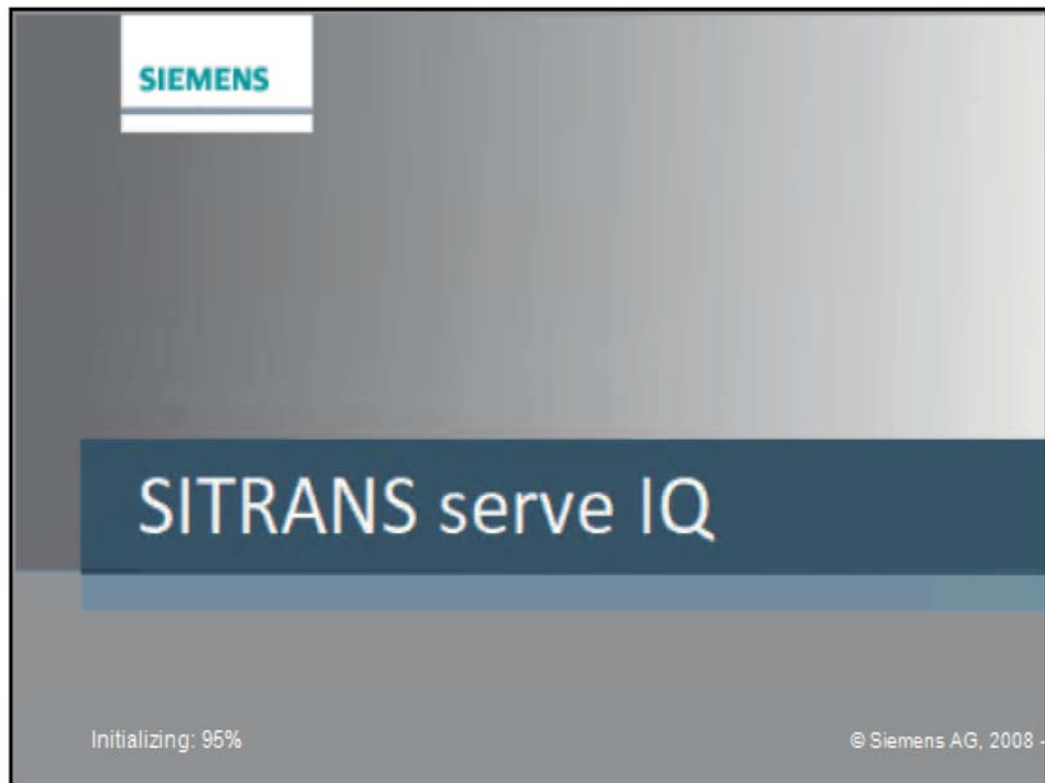 SIEMENS
SITRANS serve IQ
Initializing: 95%
© Siemens AG, 2008 -